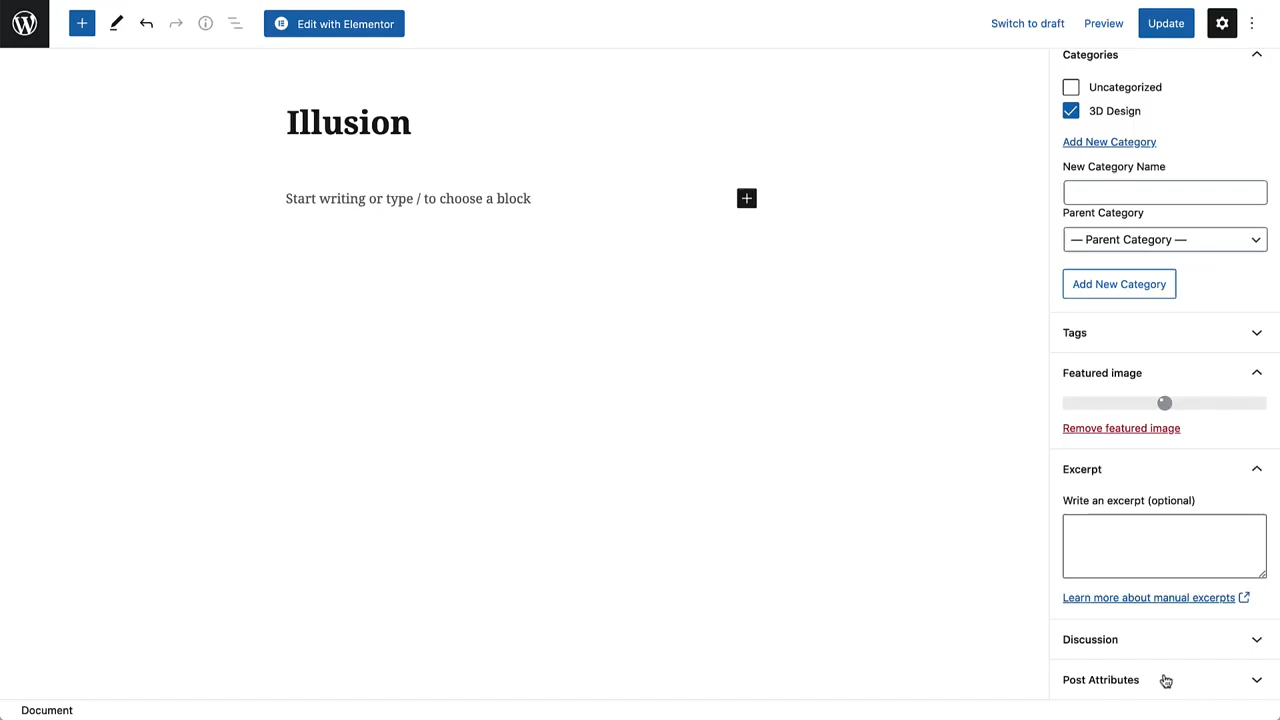 Edit with Elementor
Switch to draft
Preview
Update
Categories
Uncategorized
3D Design
Add New Category
New Category Name
Parent Category
— Parent Category —
Add New Category
Tags
Featured image
Remove featured image
Excerpt
Write an excerpt (optional)
Learn more about manual excerpts
Discussion
Post Attributes
Illusion
Start writing or type / to choose a block
Document